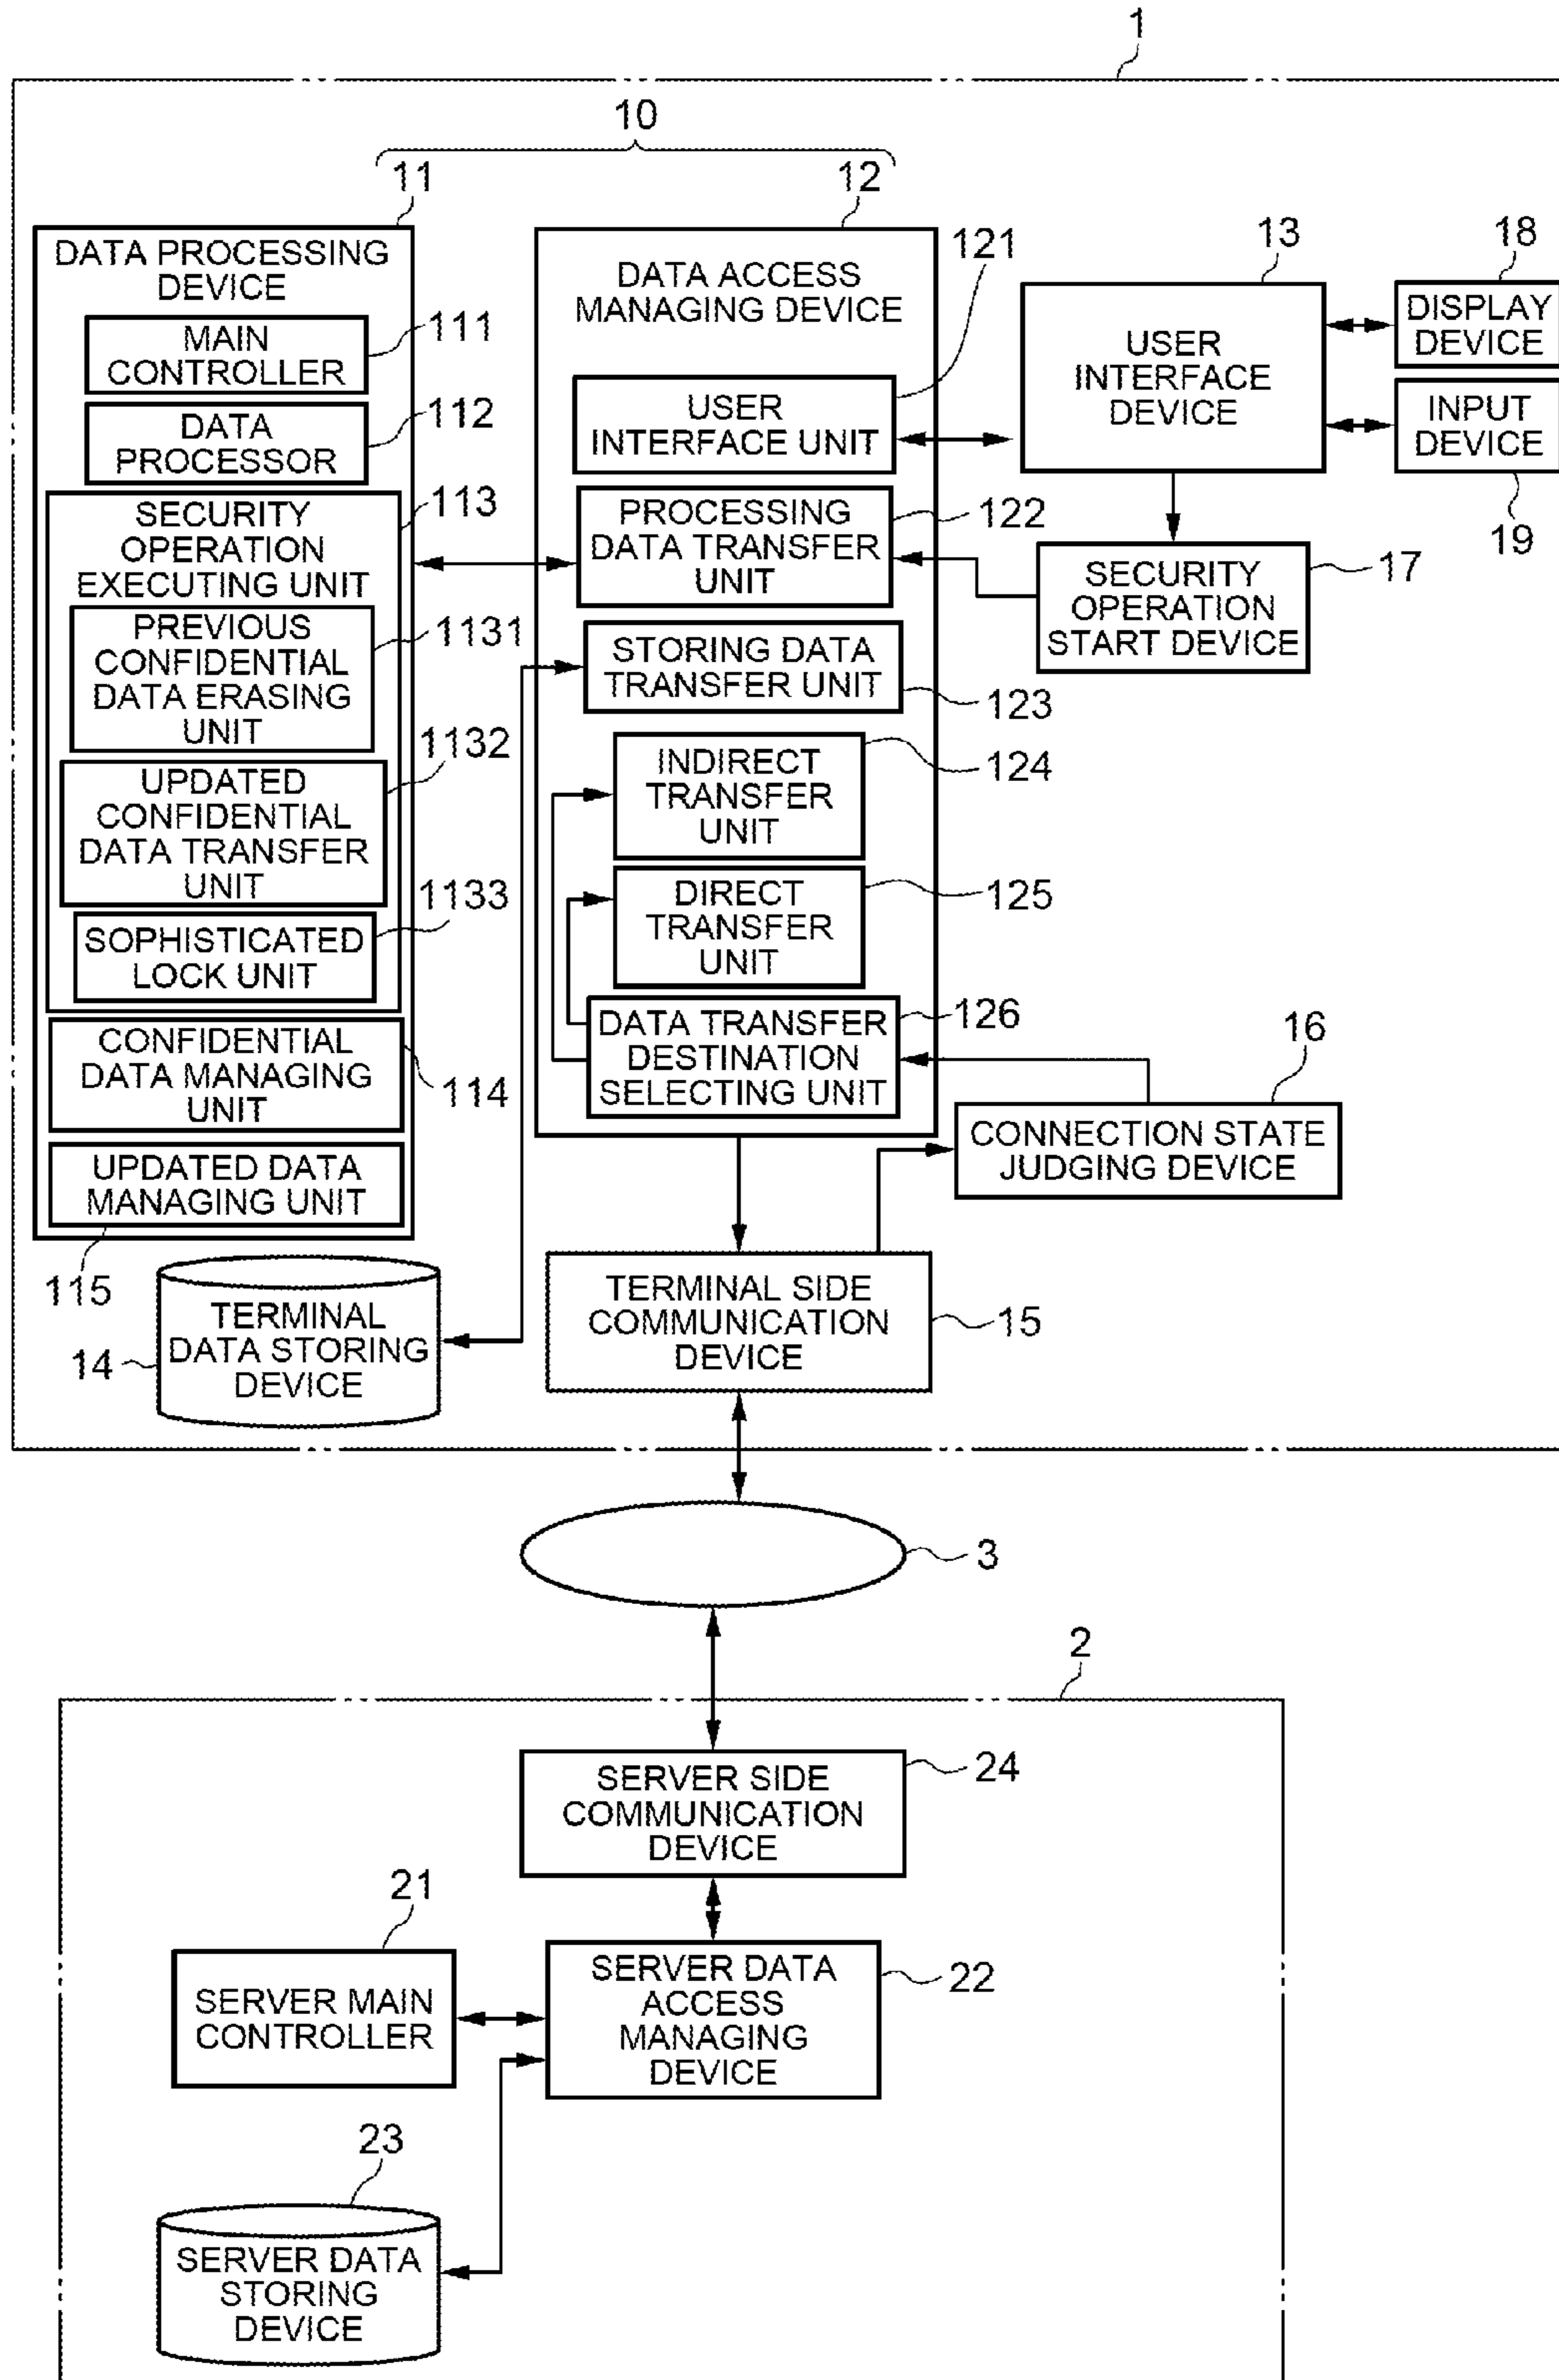 1
10
11
12
DATA PROCESSING
DEVICE
MAIN
CONTROLLER
111
DATA
PROCESSOR
112
SECURITY
OPERATION
EXECUTING UNIT
113
PREVIOUS
CONFIDENTIAL
DATA ERASING
UNIT
1131
UPDATED
CONFIDENTIAL
DATA TRANSFER
UNIT
1132
SOPHISTICATED
LOCK UNIT
1133
CONFIDENTIAL
DATA MANAGING
UNIT
114
UPDATED DATA
MANAGING UNIT
115
DATA ACCESS
MANAGING DEVICE
121
USER
INTERFACE UNIT
PROCESSING
DATA TRANSFER
UNIT
122
STORING DATA
TRANSFER UNIT
123
INDIRECT
TRANSFER
UNIT
124
DIRECT
TRANSFER
UNIT
125
DATA TRANSFER
DESTINATION
SELECTING UNIT
126
13
USER
INTERFACE
DEVICE
18
DISPLAY
DEVICE
INPUT
DEVICE
19
SECURITY
OPERATION
START DEVICE
17
16
CONNECTION STATE
JUDGING DEVICE
TERMINAL
DATA STORING
DEVICE
14
TERMINAL SIDE
COMMUNICATION
DEVICE
15
3
2
SERVER SIDE
COMMUNICATION
DEVICE
24
21
SERVER MAIN
CONTROLLER
SERVER DATA
ACCESS
MANAGING
DEVICE
22
23
SERVER DATA
STORING
DEVICE